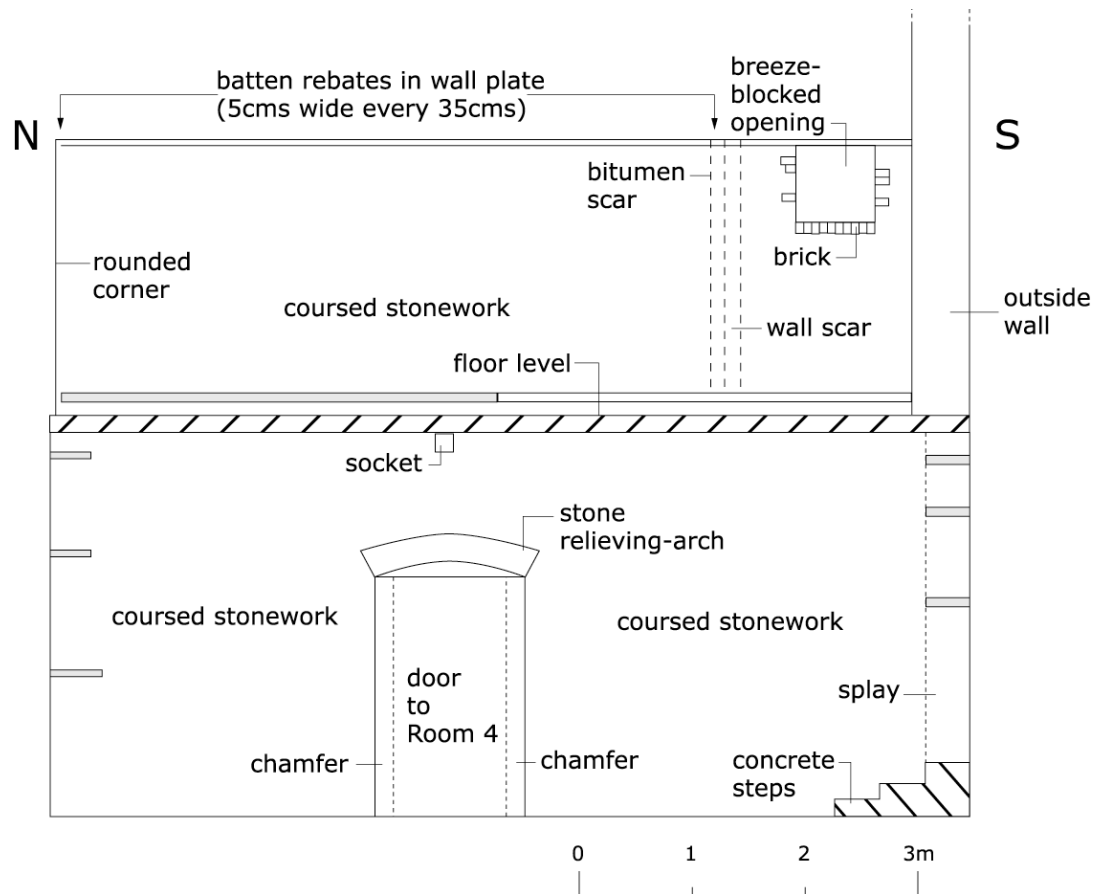 batten rebates in wall plate
(5cms wide every 35cms)
breeze-
blocked
opening
N
S
bitumen
scar
brick
rounded
corner
coursed stonework
wall scar
outside
wall
floor level
socket
stone
relieving-arch
coursed stonework
coursed stonework
door
to
Room 4
splay
chamfer
chamfer
concrete
steps
0
1
2
3m